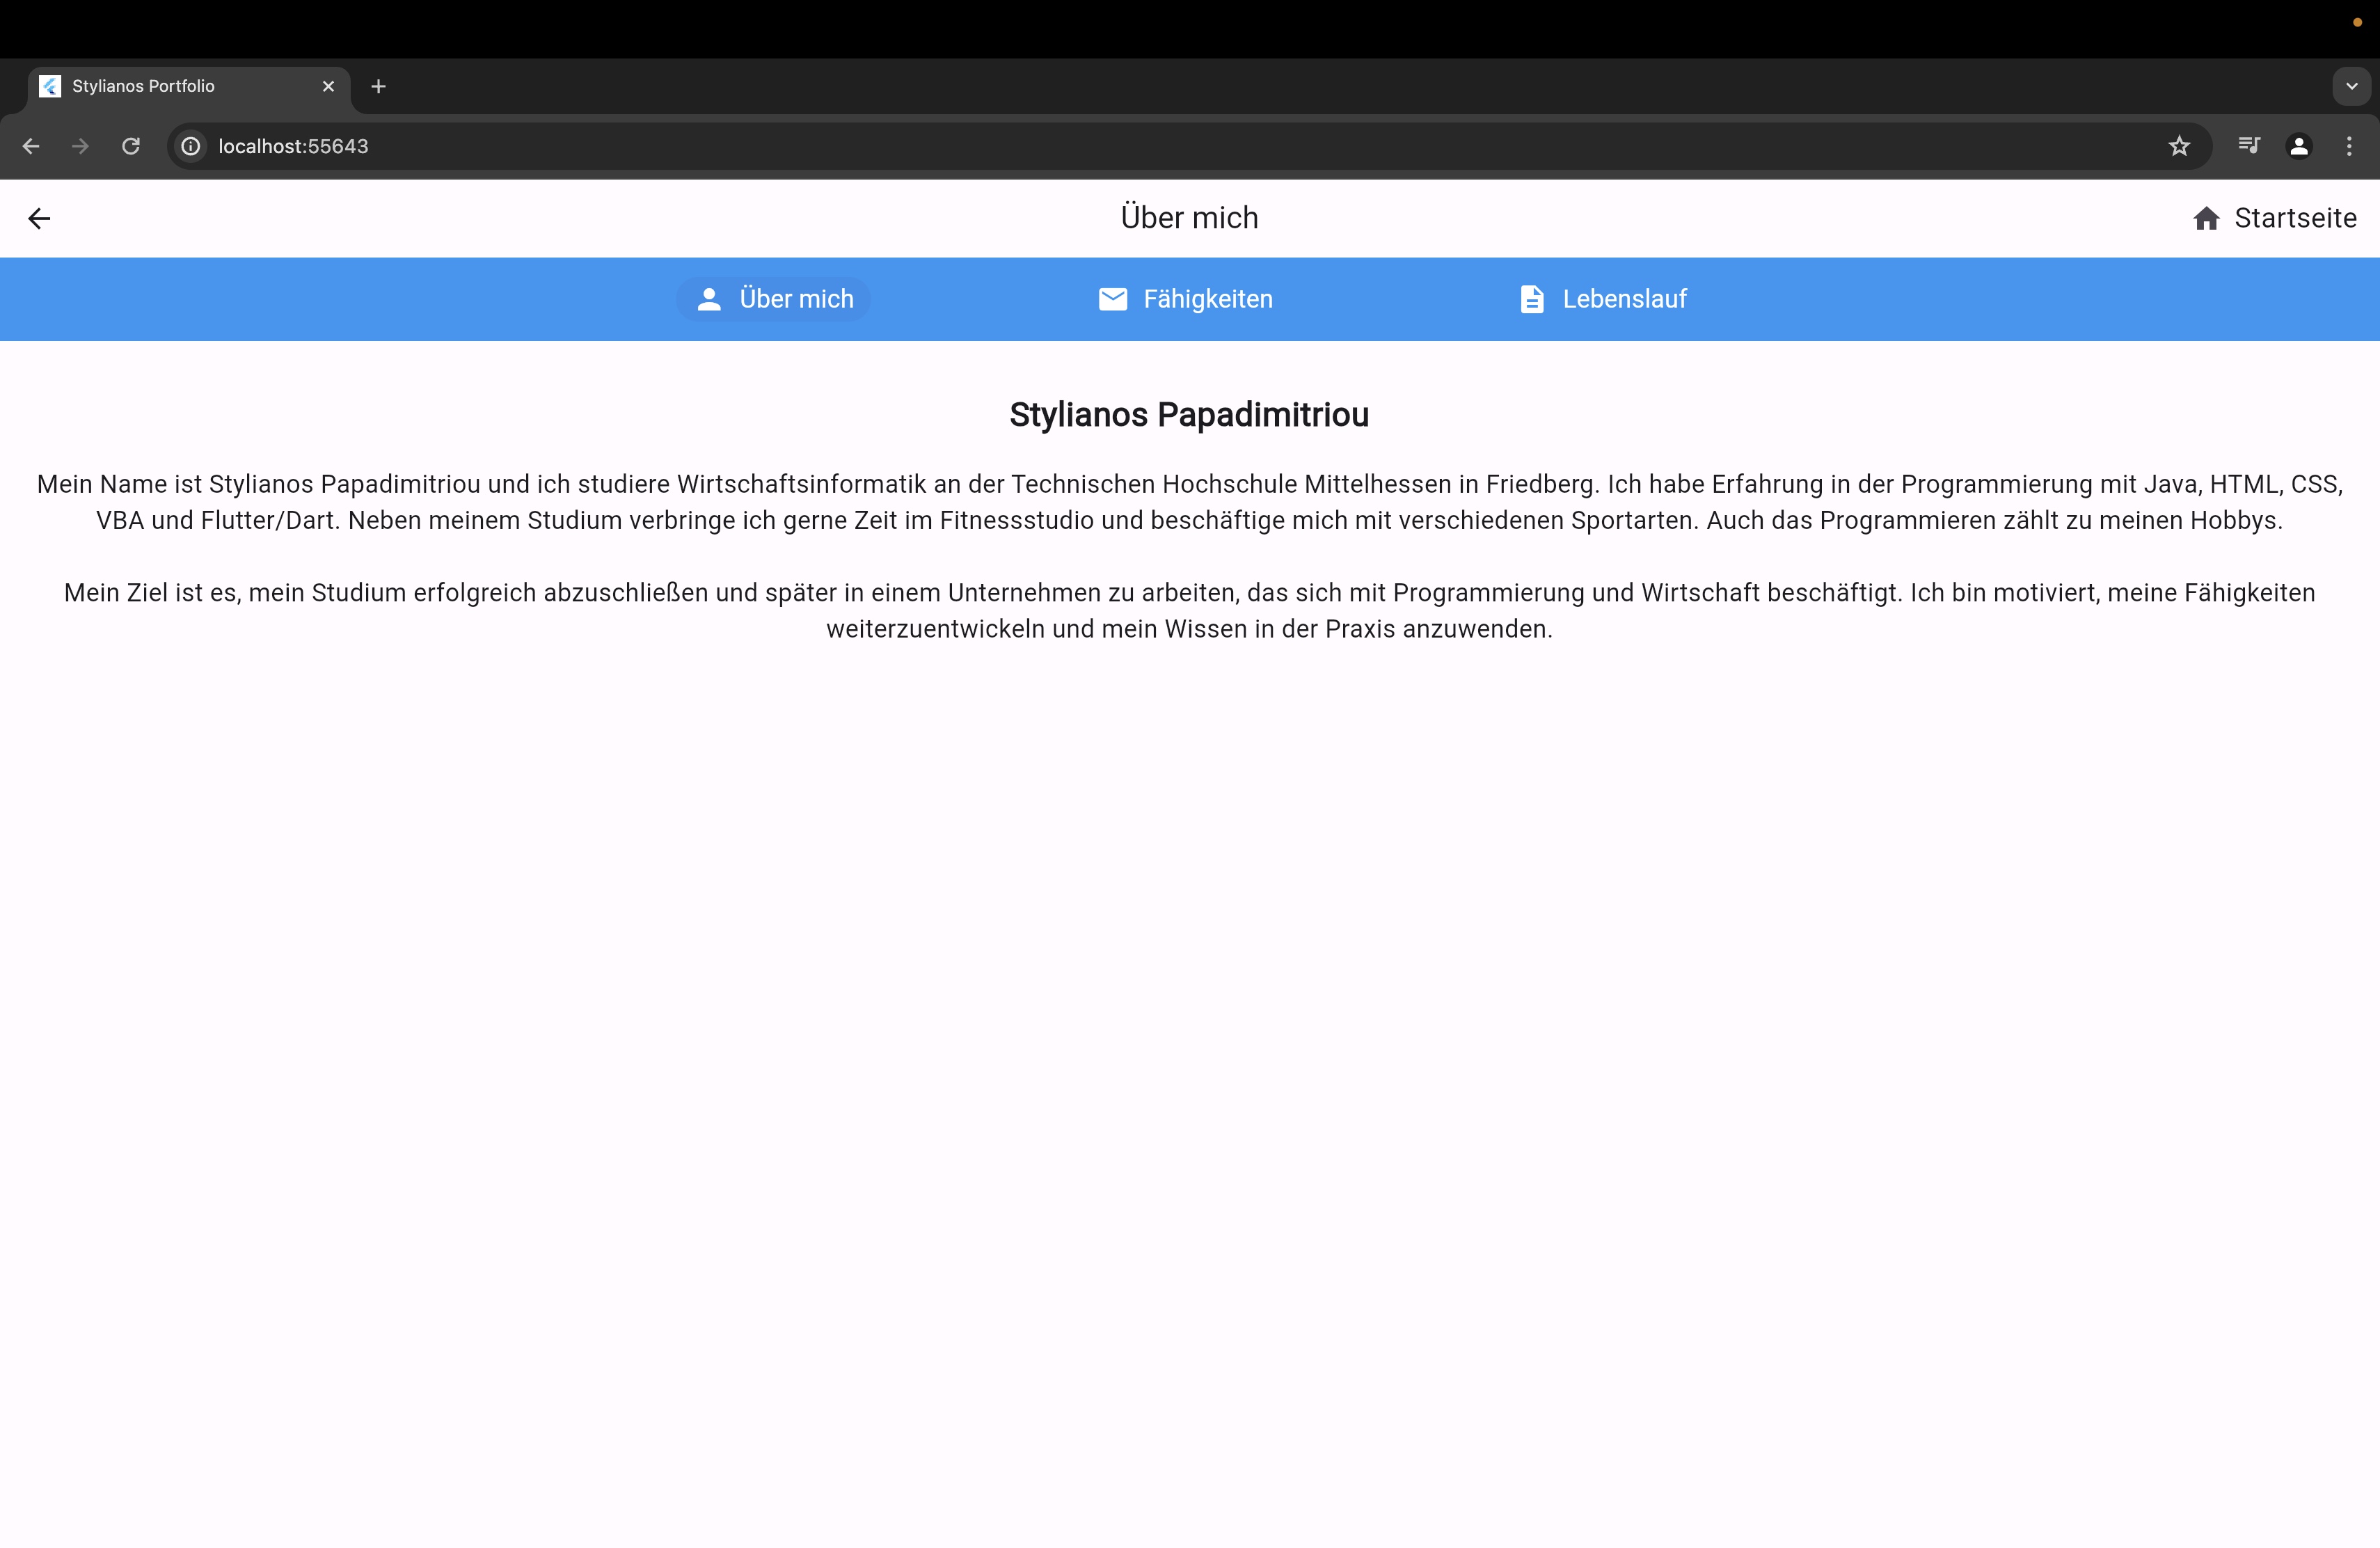 Stylianos Portfolio
localhost:55643
Über mich
Startseite
Über mich
Fähigkeiten
Lebenslauf
Stylianos Papadimitriou
Mein Name ist Stylianos Papadimitriou und ich studiere Wirtschaftsinformatik an der Technischen Hochschule Mittelhessen in Friedberg. Ich habe Erfahrung in der Programmierung mit Java, HTML, CSS,
VBA und Flutter/Dart. Neben meinem Studium verbringe ich gerne Zeit im Fitnessstudio und beschäftige mich mit verschiedenen Sportarten. Auch das Programmieren zählt zu meinen Hobbys.
Mein Ziel ist es, mein Studium erfolgreich abzuschließen und später in einem Unternehmen zu arbeiten, das sich mit Programmierung und Wirtschaft beschäftigt. Ich bin motiviert, meine Fähigkeiten
weiterzuentwickeln und mein Wissen in der Praxis anzuwenden.